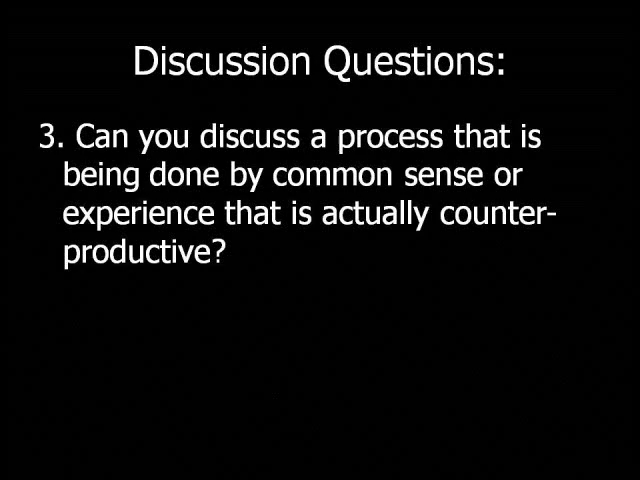 Discussion Questions:
3. Can you discuss a process that is
being done by common sense or
experience that is actually counter-
productive?